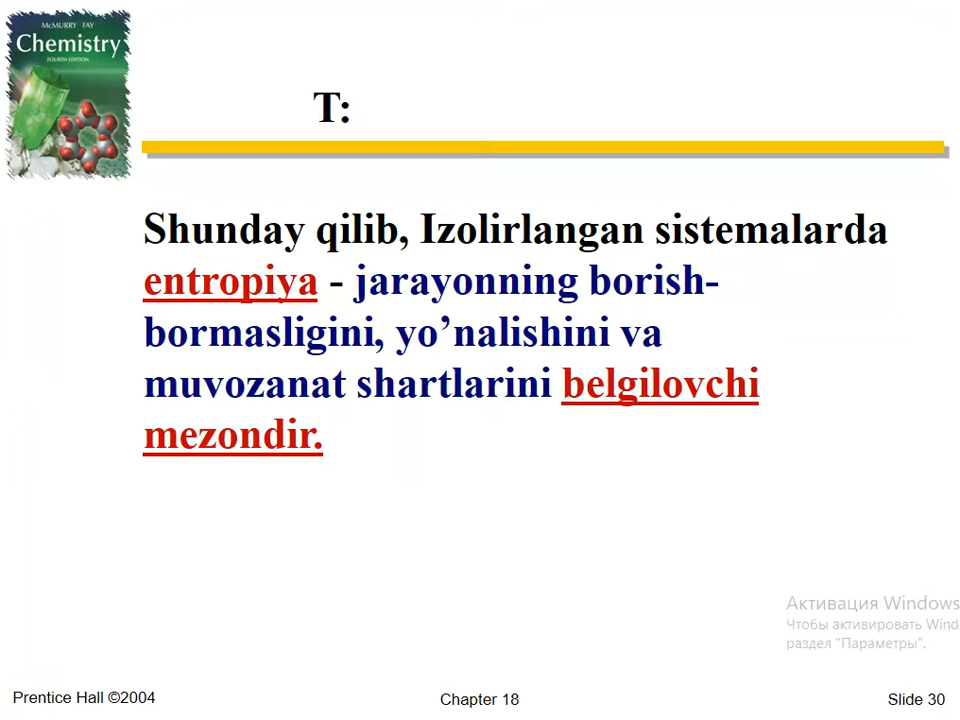 McMURRY FAY
Chemistry
FOURTH EDITION
T:
Shunday qilib, Izolirlangan sistemalarda
entropiya - jarayonning borish-
bormasligini, yo’nalishini va
muvozanat shartlarini belgilovchi
mezondir.
Активация Windows
Чтобы активировать Wind
раздел "Параметры".
Prentice Hall ©2004
Chapter 18
Slide 30